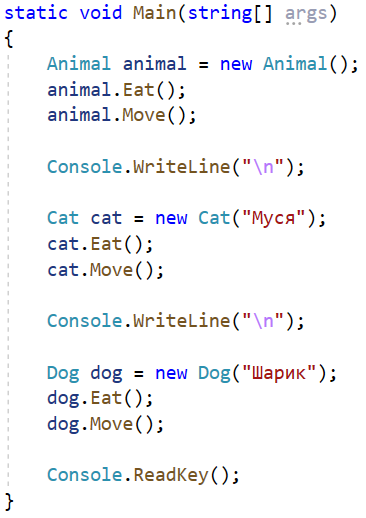 static void Main(string[] args)
{
    Animal animal = new Animal();
    animal.Eat();
    animal.Move();

    Console.WriteLine("\n");

    Cat cat = new Cat("Муся");
    cat.Eat();
    cat.Move();

    Console.WriteLine("\n");

    Dog dog = new Dog("Шарик");
    dog.Eat();
    dog.Move();

    Console.ReadKey();
}